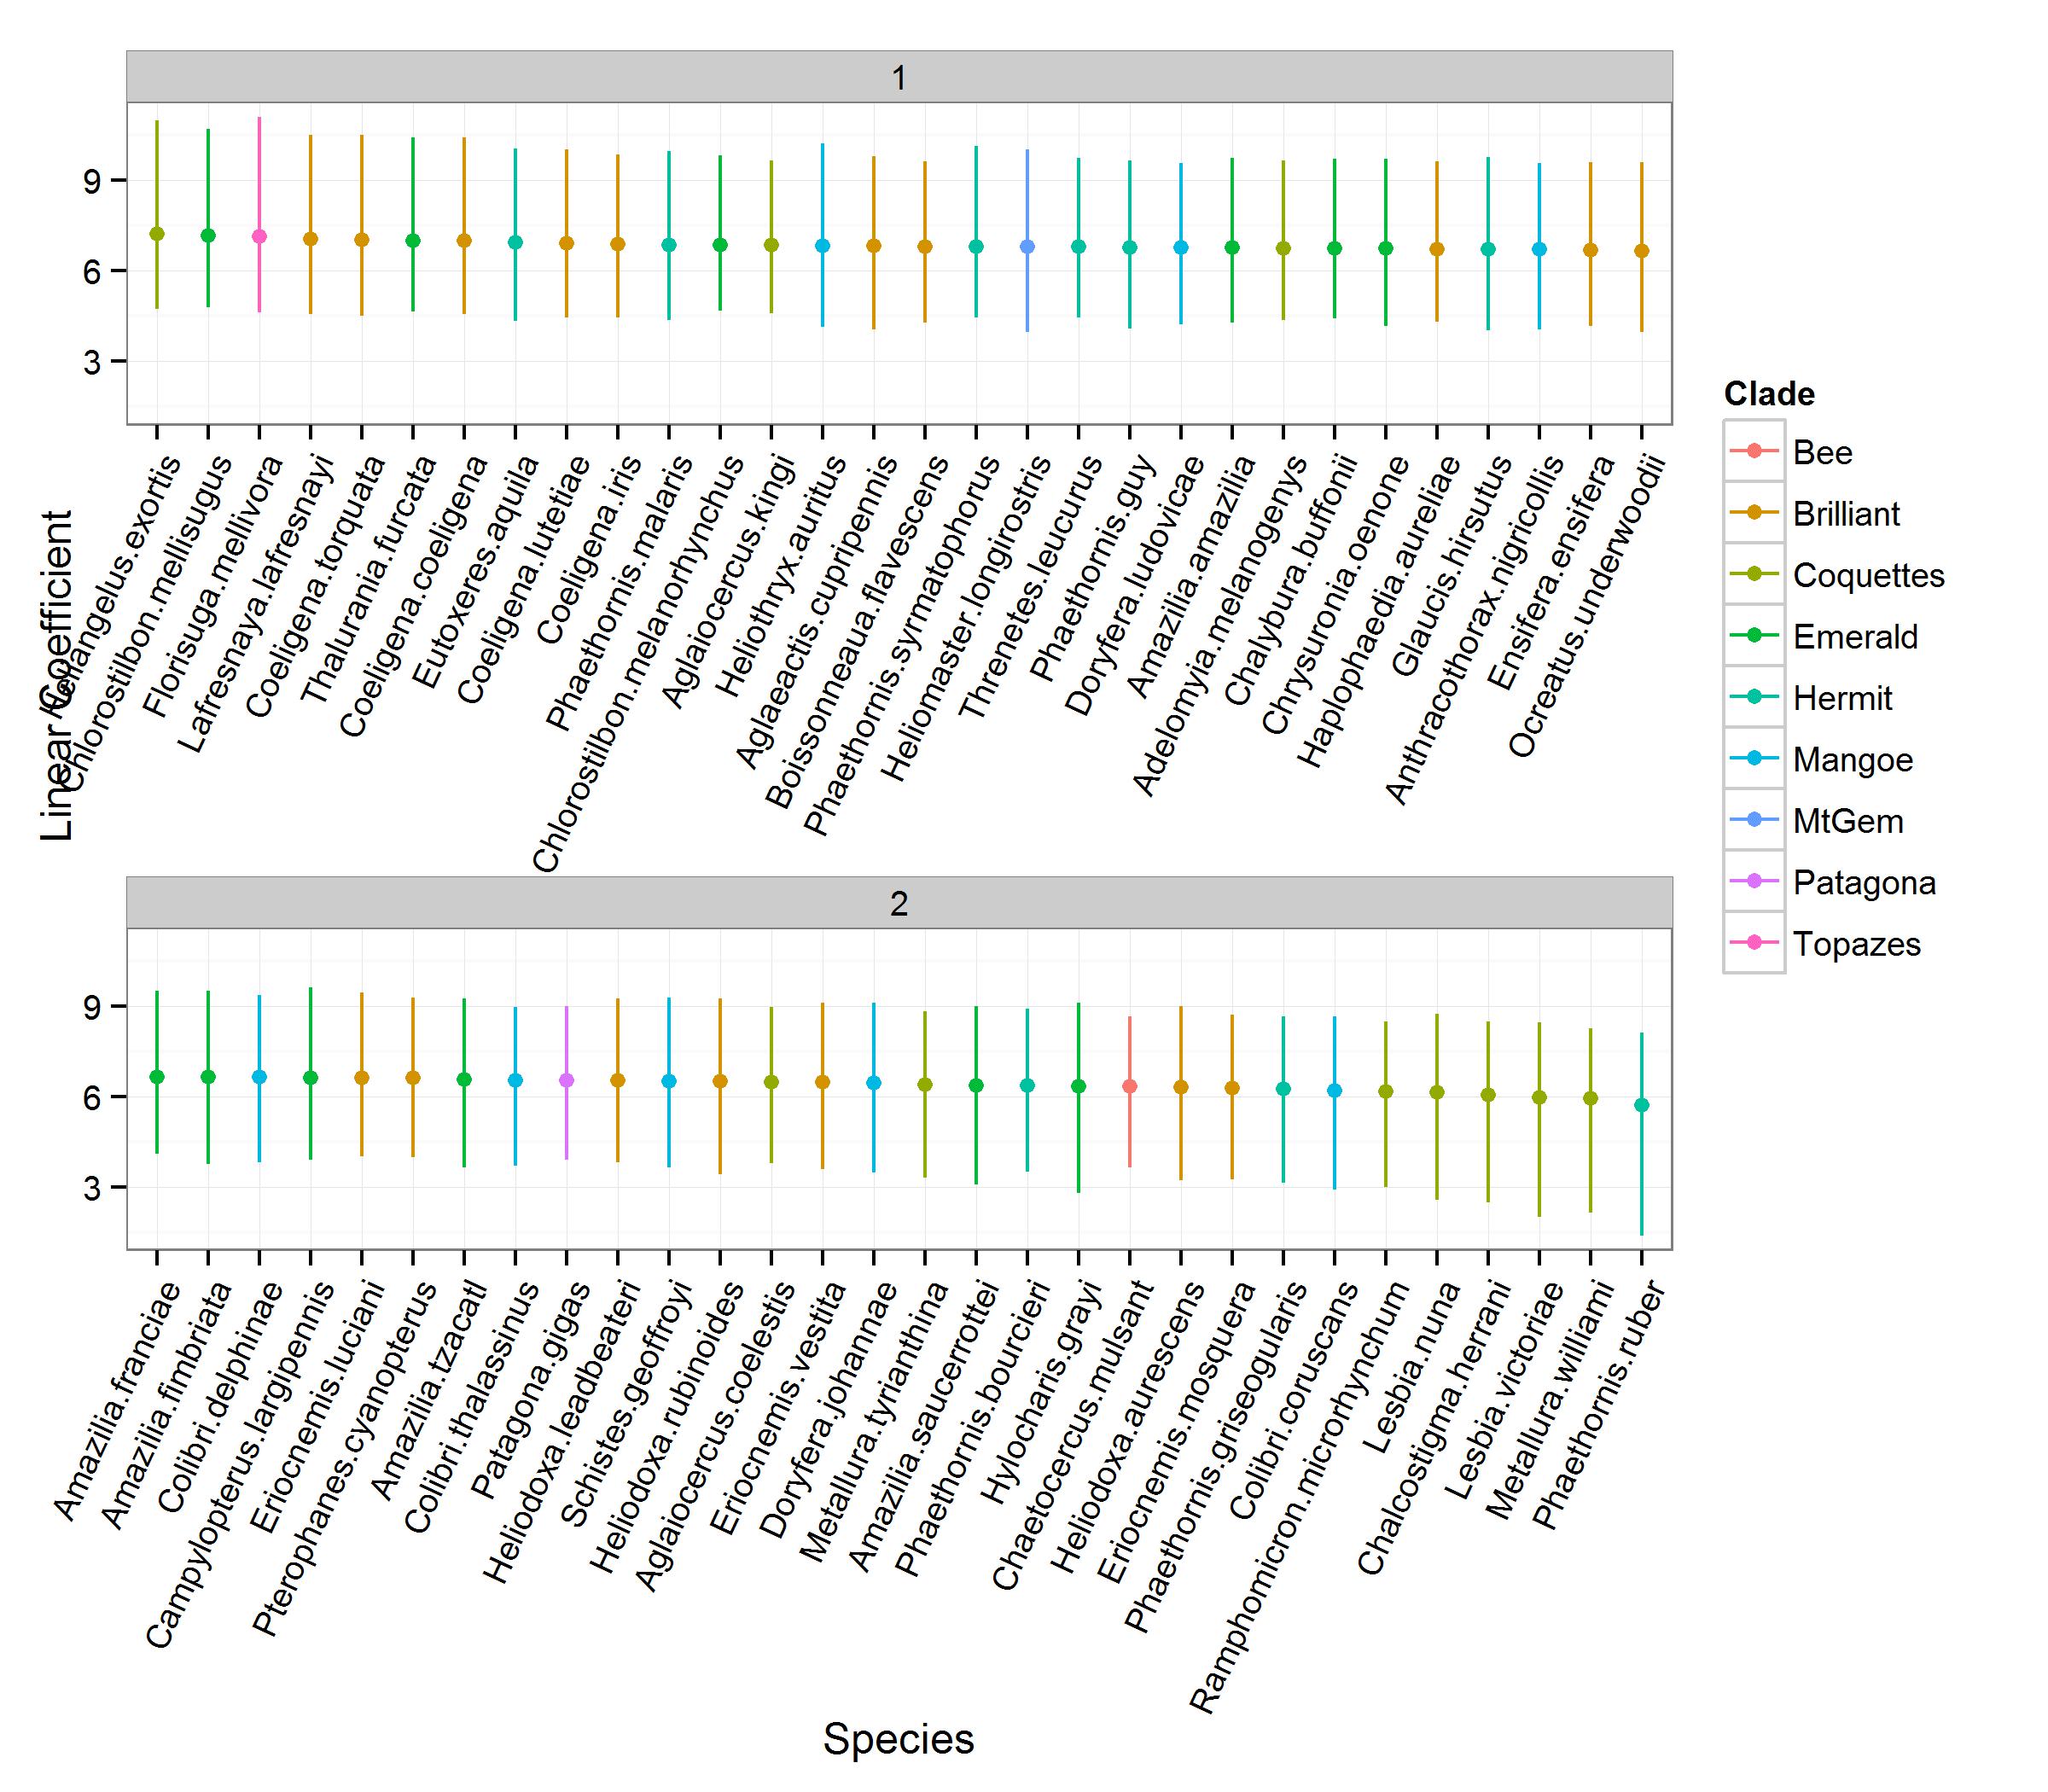 1
9
6
3
Linear Coefficient
Heliangelus.exortis
Chlorostilbon.mellisugus
Florisuga.mellivora
Lafresnaya.lafresnayi
Coeligena.torquata
Thalurania.furcata
Coeligena.coeligena
Eutoxeres.aquila
Coeligena.lutetiae
Coeligena.iris
Phaethornis.malaris
Chlorostilbon.melanorhynchus
Aglaiocercus.kingi
Heliothryx.auritus
Aglaeactis.cupripennis
Boissonneaua.flavescens
Phaethornis.syrmatophorus
Heliomaster.longirostris
Threnetes.leucurus
Phaethornis.guy
Doryfera.ludovicae
Amazilia.amazilia
Adelomyia.melanogenys
Chalybura.buffonii
Chrysuronia.oenone
Haplophaedia.aureliae
Glaucis.hirsutus
Anthracothorax.nigricollis
Ensifera.ensifera
Ocreatus.underwoodii
2
9
6
3
Amazilia.franciae
Amazilia.fimbriata
Colibri.delphinae
Campylopterus.largipennis
Eriocnemis.luciani
Pterophanes.cyanopterus
Amazilia.tzacatl
Colibri.thalassinus
Patagona.gigas
Heliodoxa.leadbeateri
Schistes.geoffroyi
Heliodoxa.rubinoides
Aglaiocercus.coelestis
Eriocnemis.vestita
Doryfera.johannae
Metallura.tyrianthina
Amazilia.saucerrottei
Phaethornis.bourcieri
Hylocharis.grayi
Chaetocercus.mulsant
Heliodoxa.aurescens
Eriocnemis.mosquera
Phaethornis.griseogularis
Colibri.coruscans
Ramphomicron.microrhynchum
Lesbia.nuna
Chalcostigma.herrani
Lesbia.victoriae
Metallura.williami
Phaethornis.ruber
Species
Clade
Bee
Brilliant
Coquettes
Emerald
Hermit
Mangoe
MtGem
Patagona
Topazes